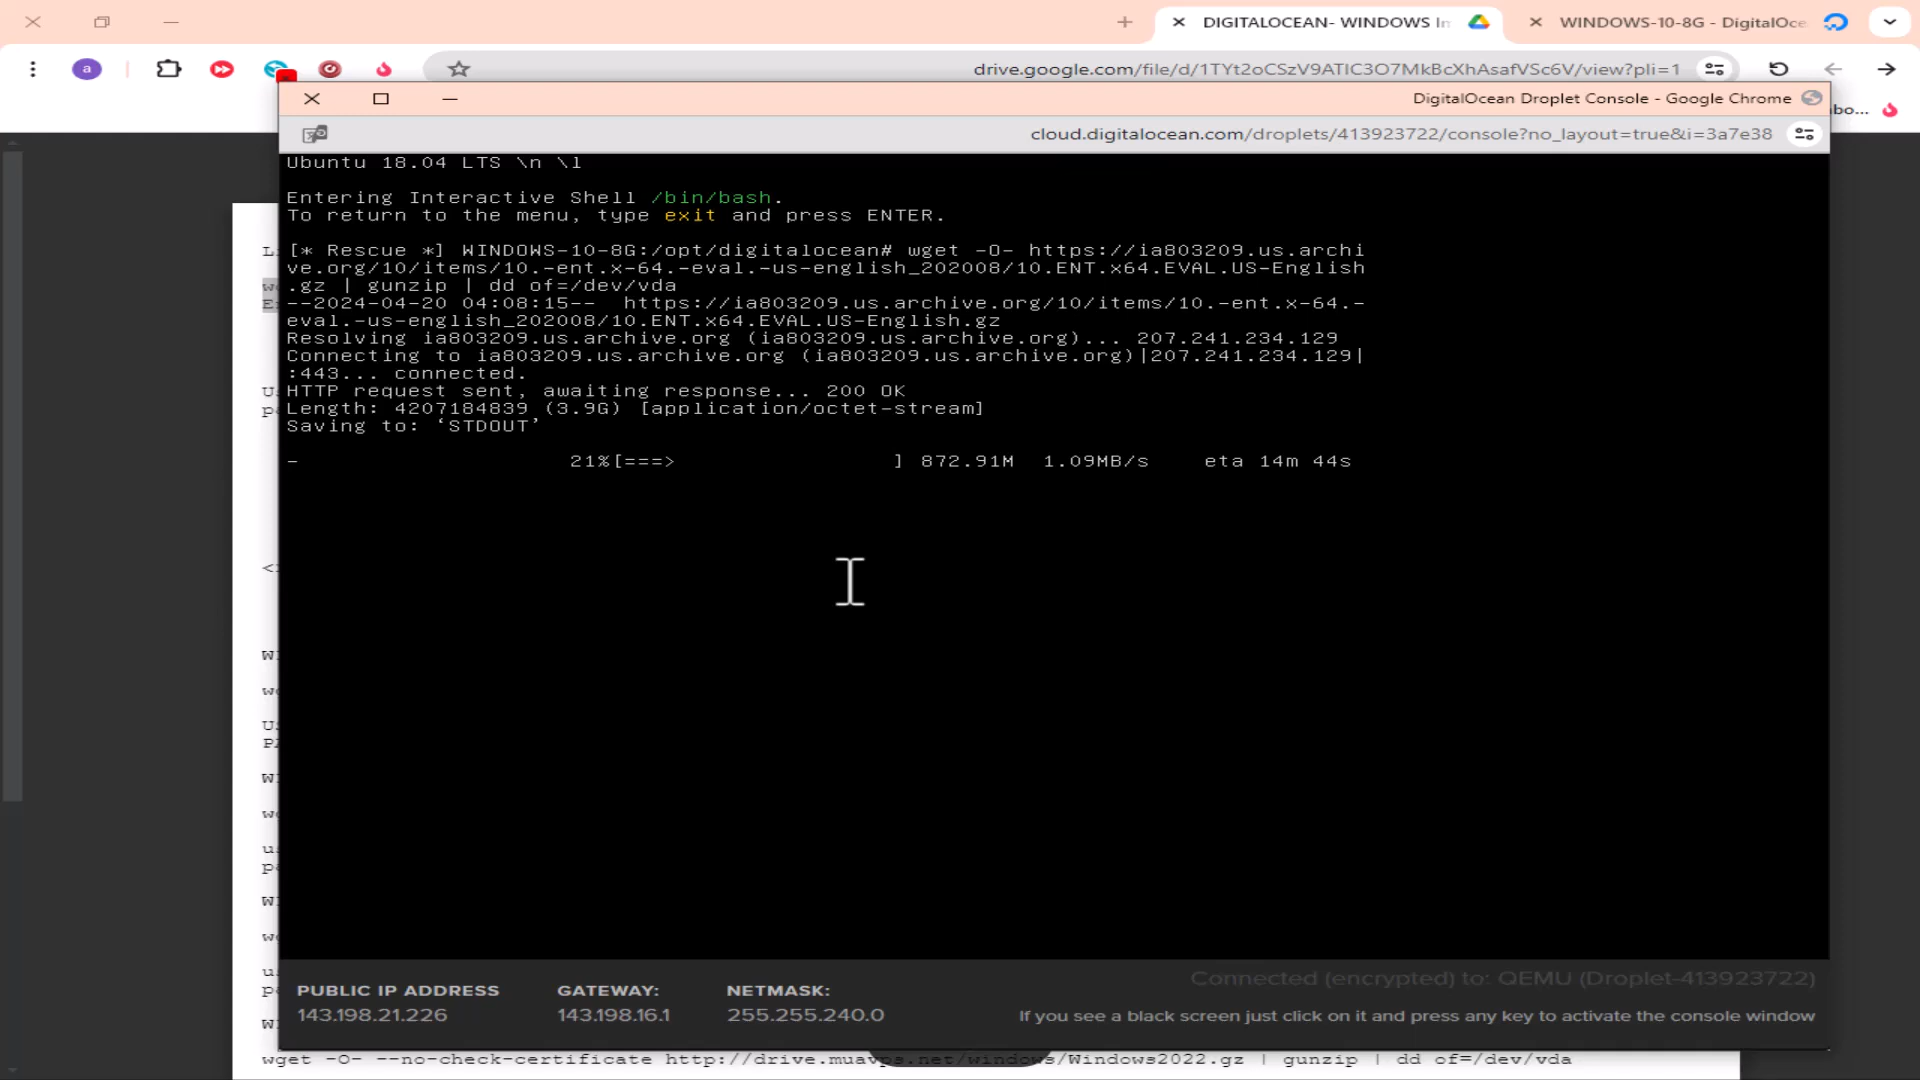 DIGITALOCEAN- WINDOWS In
WINDOWS-10-8G - DigitalOce
a
drive.google.com/file/d/1TYt2oCSzV9ATIC3O7MkBcXhAsafVSc6V/view?pli=1
DigitalOcean Droplet Console - Google Chrome
cloud.digitalocean.com/droplets/413923722/console?no_layout=true&i=3a7e38
Ubuntu 18.04 LTS \n \l
Entering Interactive Shell /bin/bash.
To return to the menu, type exit and press ENTER.
[* Rescue *] WINDOWS-10-8G:/opt/digitalocean# wget -O- https://ia803209.us.archi
ve.org/10/items/10.-ent.x-64.-eval.-us-english_202008/10.ENT.x64.EVAL.US-English
.gz | gunzip | dd of=/dev/vda
--2024-04-20 04:08:15--  https://ia803209.us.archive.org/10/items/10.-ent.x-64.-
eval.-us-english_202008/10.ENT.x64.EVAL.US-English.gz
Resolving ia803209.us.archive.org (ia803209.us.archive.org)... 207.241.234.129
Connecting to ia803209.us.archive.org (ia803209.us.archive.org)|207.241.234.129|
:443... connected.
HTTP request sent, awaiting response... 200 OK
Length: 4207184839 (3.9G) [application/octet-stream]
Saving to: ‘STDOUT’
- 21%[===> ] 872.91M 1.09MB/s eta 14m 44s
Connected (encrypted) to: QEMU (Droplet-413923722)
PUBLIC IP ADDRESS GATEWAY: NETMASK:
143.198.21.226 143.198.16.1 255.255.240.0
If you see a black screen just click on it and press any key to activate the console window
wget -O- --no-check-certificate http://drive.muavps.net/windows/Windows2022.gz | gunzip | dd of=/dev/vda